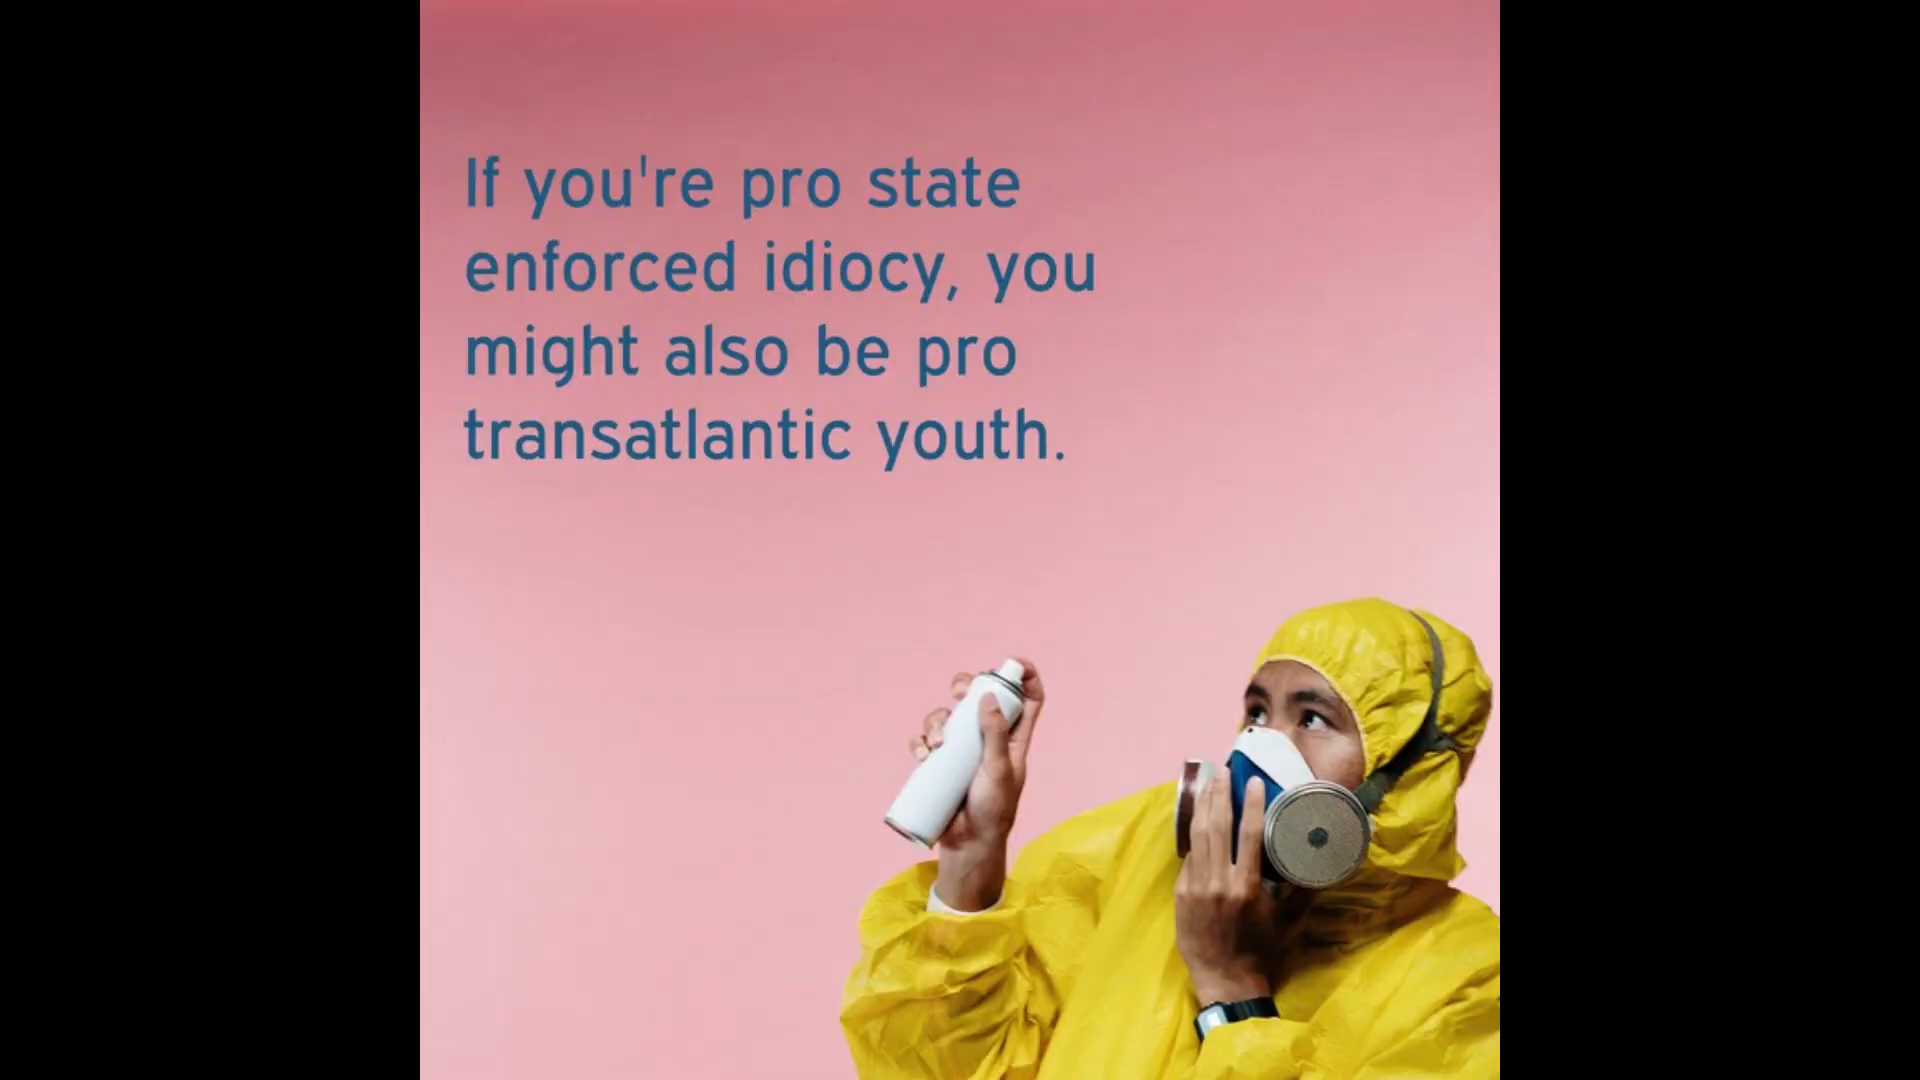 If you're pro state
enforced idiocy, you
might also be pro
transatlantic youth.